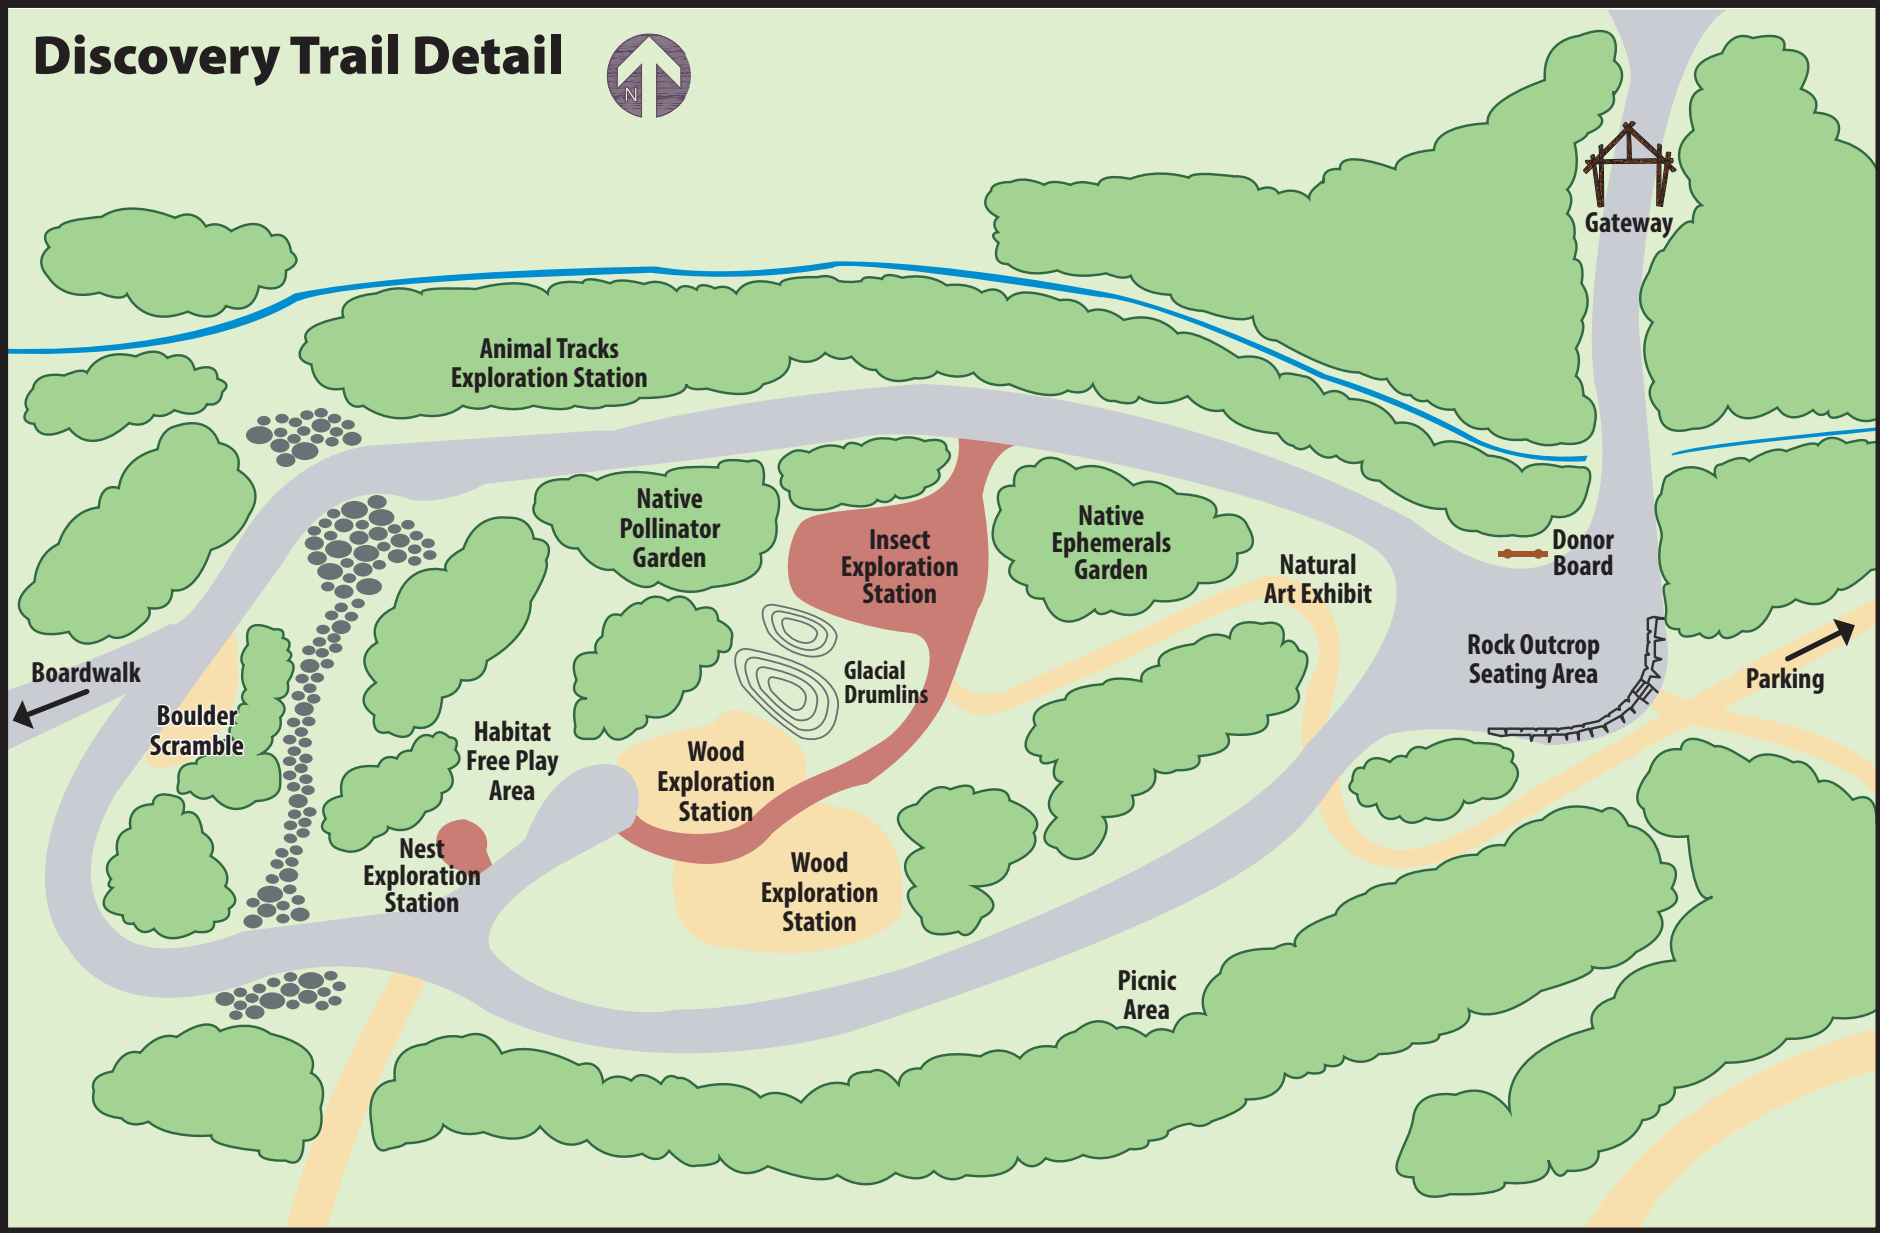 Discovery Trail Detail
N
Gateway
Animal Tracks
Exploration Station
Native
Pollinator
Garden
Insect
Exploration
Station
Native
Ephemerals
Garden
Natural
Art Exhibit
Donor
Board
Rock Outcrop
Seating Area
Parking
Boardwalk
Boulder
Scramble
Glacial
Drumlins
Habitat
Free Play
Area
Wood
Exploration
Station
Nest
Exploration
Station
Wood
Exploration
Station
Picnic
Area